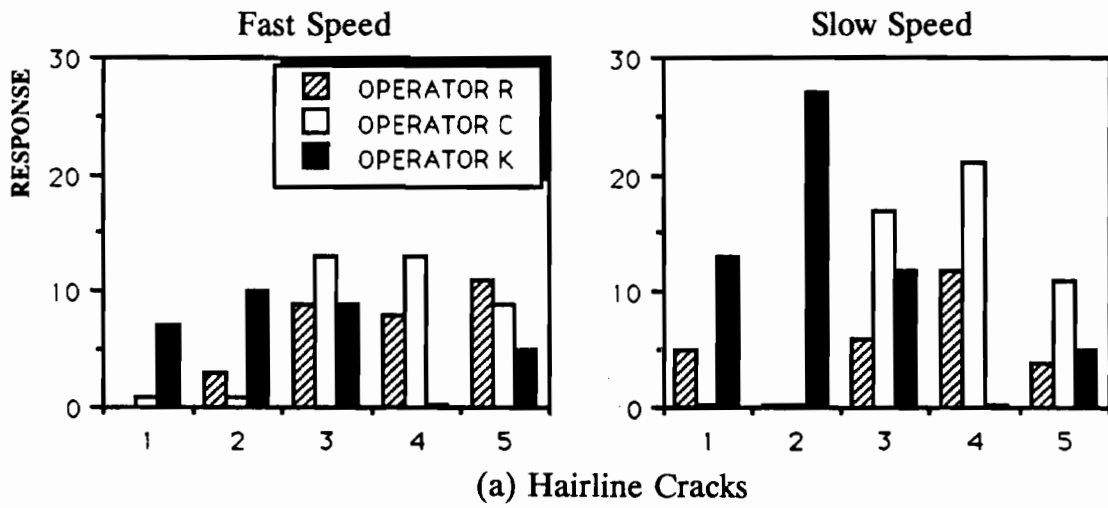 Fast Speed
Slow Speed
RESPONSE
30
20
10
0
OPERATOR R
OPERATOR C
OPERATOR K
1 2 3 4 5
30
20
10
0
1 2 3 4 5
(a) Hairline Cracks